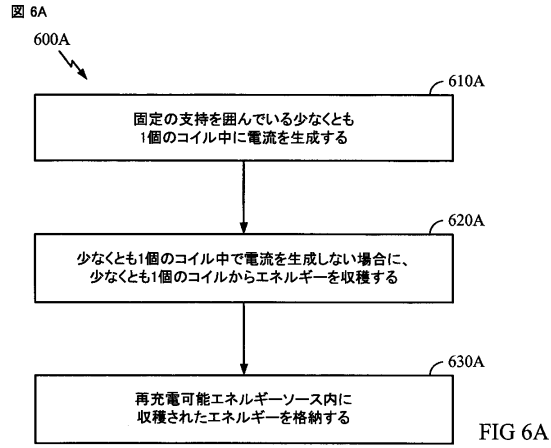 図 6A
600A
610A
固定の支持を囲んでいる少なくとも
1個のコイル中に電流を生成する
620A
少なくとも1個のコイル中で電流を生成しない場合に、
少なくとも1個のコイルからエネルギーを収穫する
630A
再充電可能エネルギーソース内に
収穫されたエネルギーを格納する
FIG 6A